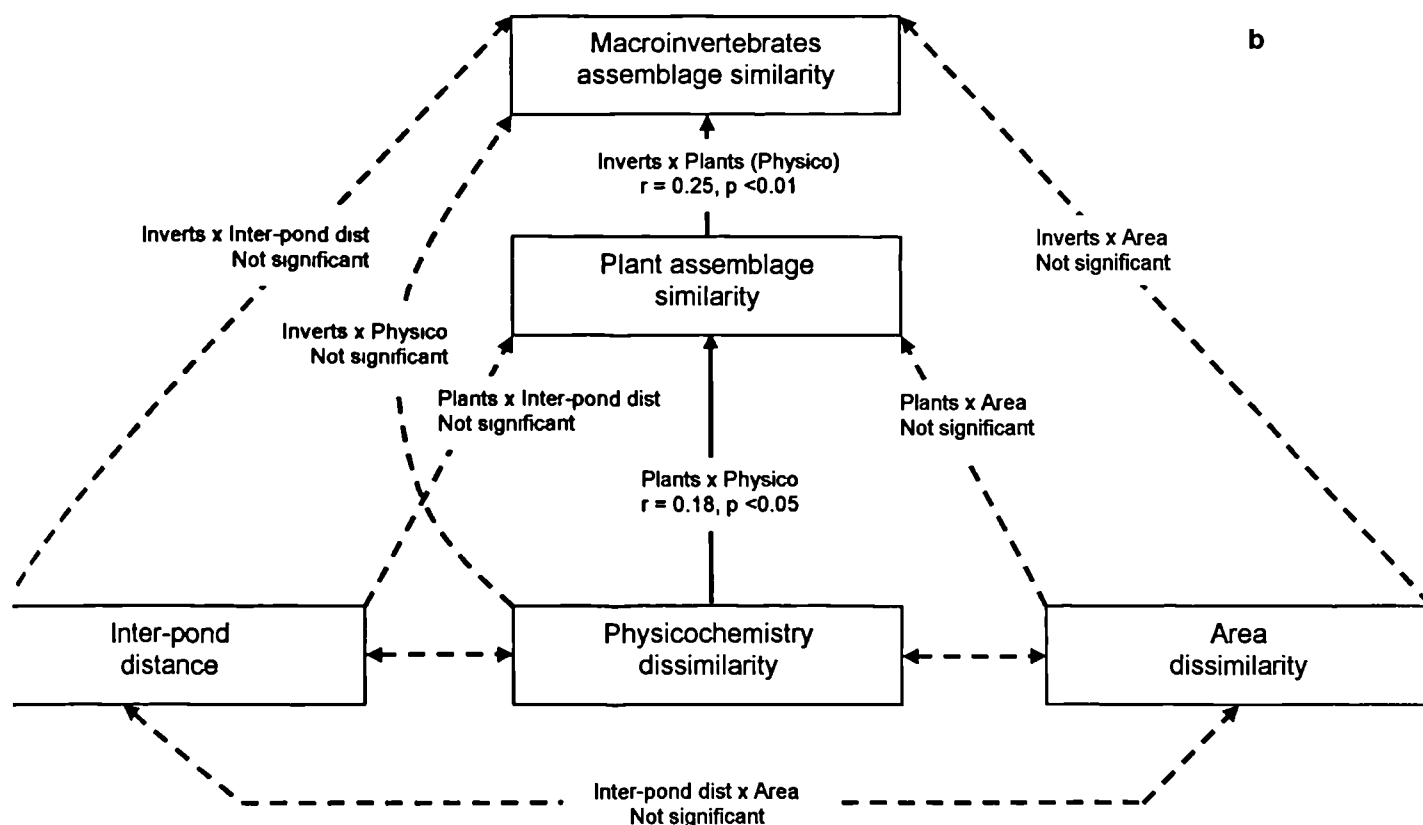 b
Macroinvertebrates
assemblage similarity
Inverts x Plants (Physico)
r = 0.25, p <0.01
Inverts x Inter-pond dist
Not significant
Inverts x Area
Not significant
Plant assemblage
similarity
Inverts x Physico
Not significant
Plants x Inter-pond dist
Not significant
Plants x Area
Not significant
Plants x Physico
r = 0.18, p <0.05
Inter-pond
distance
Physicochemistry
dissimilarity
Area
dissimilarity
Inter-pond dist x Area
Not significant